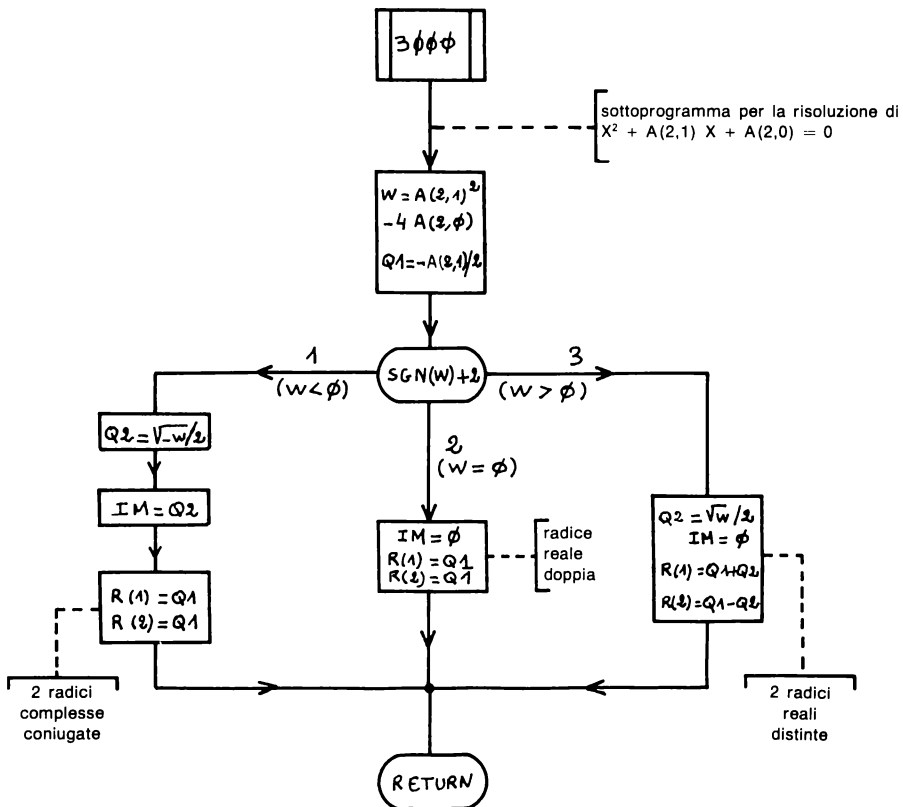 3ØØØ
sottoprogramma per la risoluzione di
X² + A(2,1) X + A(2,0) = 0
W = A(2,1)²
-4 A(2,Ø)
Q1=-A(2,1)/2
SGN(W)+2
1
(W<Ø)
3
(W > Ø)
2
(W = Ø)
Q2 = √-W/2
IM = Q2
R(1) = Q1
R(2) = Q1
2 radici
complesse
coniugate
IM = Ø
R(1) = Q1
R(2) = Q1
radice
reale
doppia
Q2 = √W/2
IM = Ø
R(1) = Q1+Q2
R(2) = Q1-Q2
2 radici
reali
distinte
RETURN